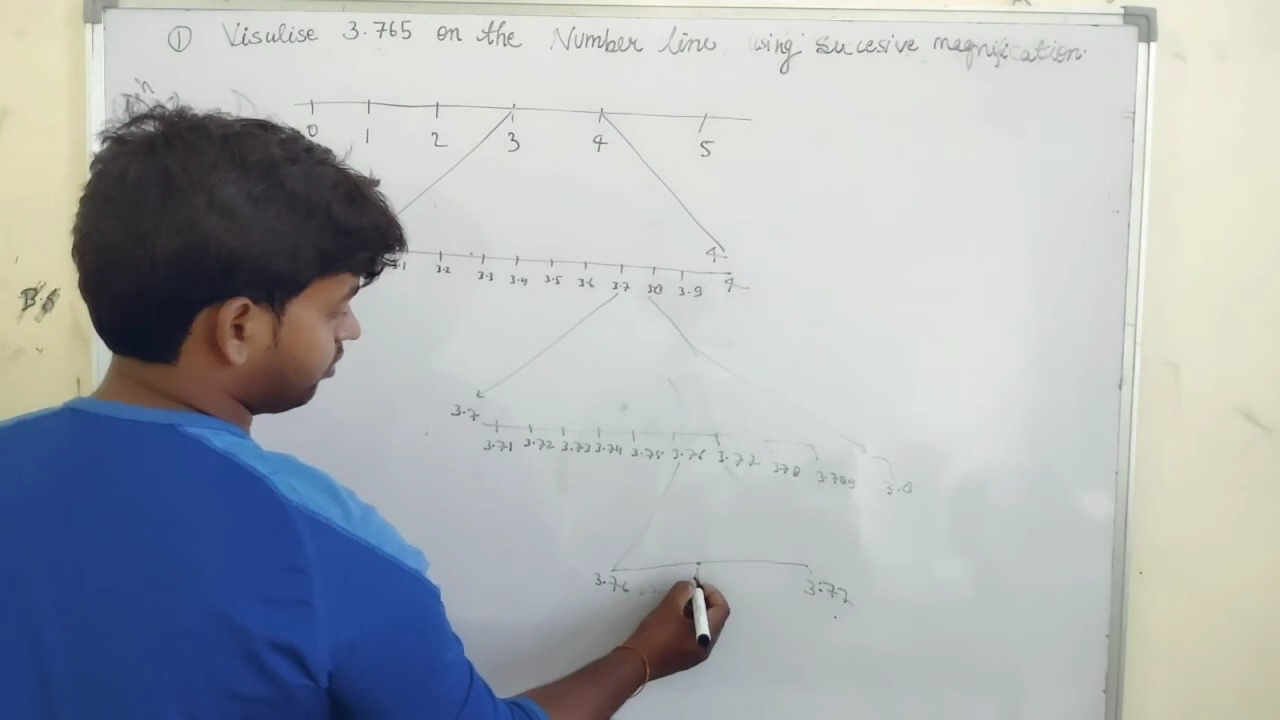 ① Visulise 3.765 on the Number line using Sucesive magnification.
0 1 2 3 4 5
4
3.1 3.2 3.3 3.4 3.5 3.6 3.7 3.8 3.9 4
3.7
3.71 3.72 3.73 3.74 3.75 3.76 3.77 378 3.789 3.8
3.76 3.77